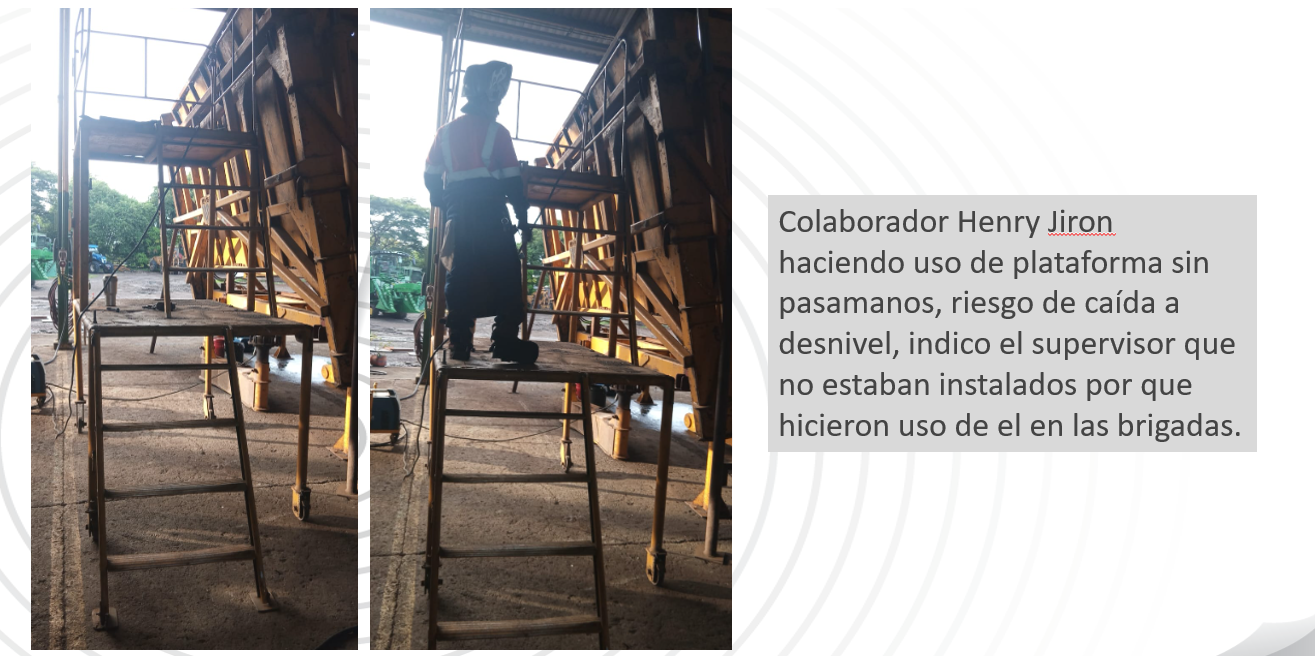 Colaborador Henry Jiron
haciendo uso de plataforma sin
pasamanos, riesgo de caída a
desnivel, indico el supervisor que
no estaban instalados por que
hicieron uso de el en las brigadas.